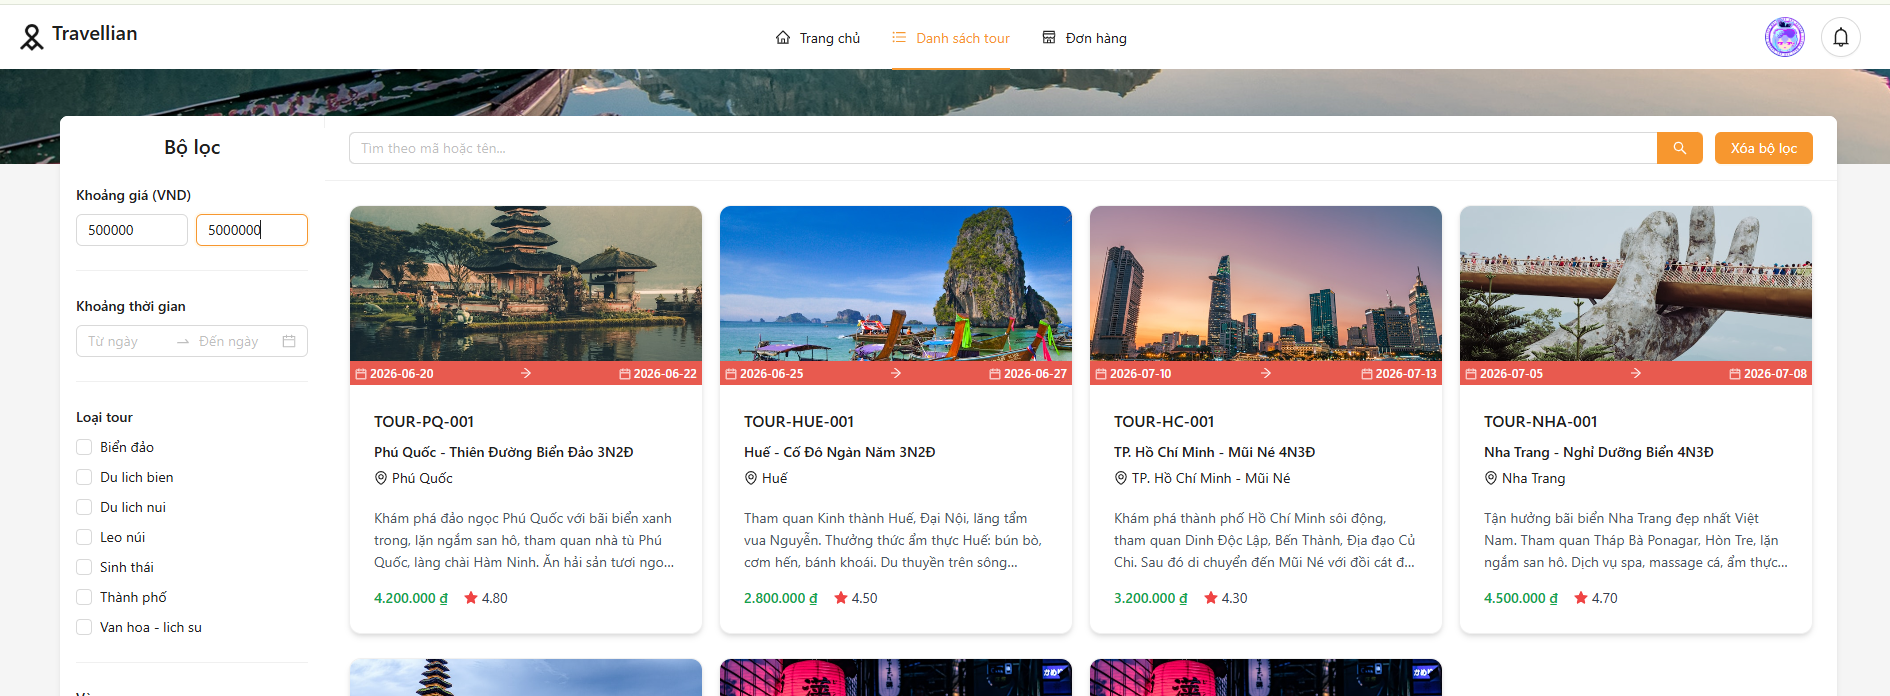 Travellian
Trang chủ
Danh sách tour
Đơn hàng
Bộ lọc
Tìm theo mã hoặc tên...
Xóa bộ lọc
Khoảng giá (VND)
500000
5000000
Khoảng thời gian
Từ ngày → Đến ngày
Loại tour
Biển đảo
Du lich bien
Du lich nui
Leo núi
Sinh thái
Thành phố
Van hoa - lich su
2026-06-20 → 2026-06-22
TOUR-PQ-001
Phú Quốc - Thiên Đường Biển Đảo 3N2Đ
Phú Quốc
Khám phá đảo ngọc Phú Quốc với bãi biển xanh
trong, lặn ngắm san hô, tham quan nhà tù Phú
Quốc, làng chài Hàm Ninh. Ăn hải sản tươi ngo...
4.200.000 ₫ 4.80
2026-06-25 → 2026-06-27
TOUR-HUE-001
Huế - Cố Đô Ngàn Năm 3N2Đ
Huế
Tham quan Kinh thành Huế, Đại Nội, lăng tẩm
vua Nguyễn. Thưởng thức ẩm thực Huế: bún bò,
cơm hến, bánh khoái. Du thuyền trên sông...
2.800.000 ₫ 4.50
2026-07-10 → 2026-07-13
TOUR-HC-001
TP. Hồ Chí Minh - Mũi Né 4N3Đ
TP. Hồ Chí Minh - Mũi Né
Khám phá thành phố Hồ Chí Minh sôi động,
tham quan Dinh Độc Lập, Bến Thành, Địa đạo Củ
Chi. Sau đó di chuyển đến Mũi Né với đồi cát đ...
3.200.000 ₫ 4.30
2026-07-05 → 2026-07-08
TOUR-NHA-001
Nha Trang - Nghỉ Dưỡng Biển 4N3Đ
Nha Trang
Tận hưởng bãi biển Nha Trang đẹp nhất Việt
Nam. Tham quan Tháp Bà Ponagar, Hòn Tre, lặn
ngắm san hô. Dịch vụ spa, massage cá, ẩm thực...
4.500.000 ₫ 4.70